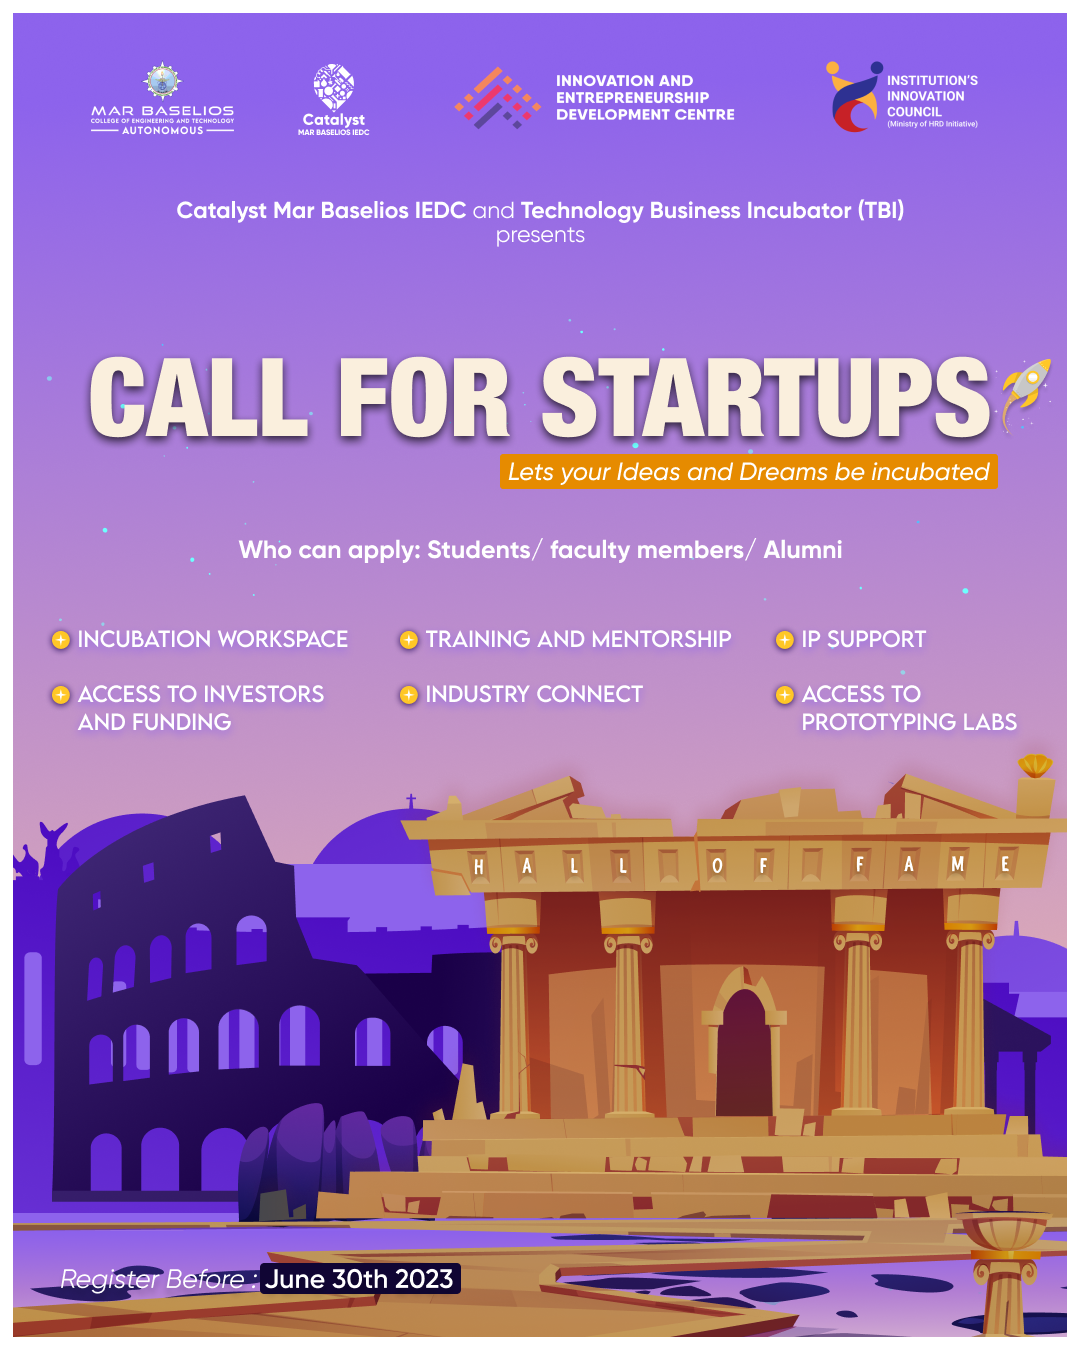 MAR BASELIOS
COLLEGE OF ENGINEERING AND TECHNOLOGY
AUTONOMOUS
Catalyst
MAR BASELIOS IEDC
INNOVATION AND
ENTREPRENEURSHIP
DEVELOPMENT CENTRE
INSTITUTION'S
INNOVATION
COUNCIL
(Ministry of HRD Initiative)
Catalyst Mar Baselios IEDC and Technology Business Incubator (TBI)
presents
CALL FOR STARTUPS
Lets your Ideas and Dreams be incubated
Who can apply: Students/ faculty members/ Alumni
INCUBATION WORKSPACE
TRAINING AND MENTORSHIP
IP SUPPORT
ACCESS TO INVESTORS
AND FUNDING
INDUSTRY CONNECT
ACCESS TO
PROTOTYPING LABS
HALL OF FAME
Register Before : June 30th 2023